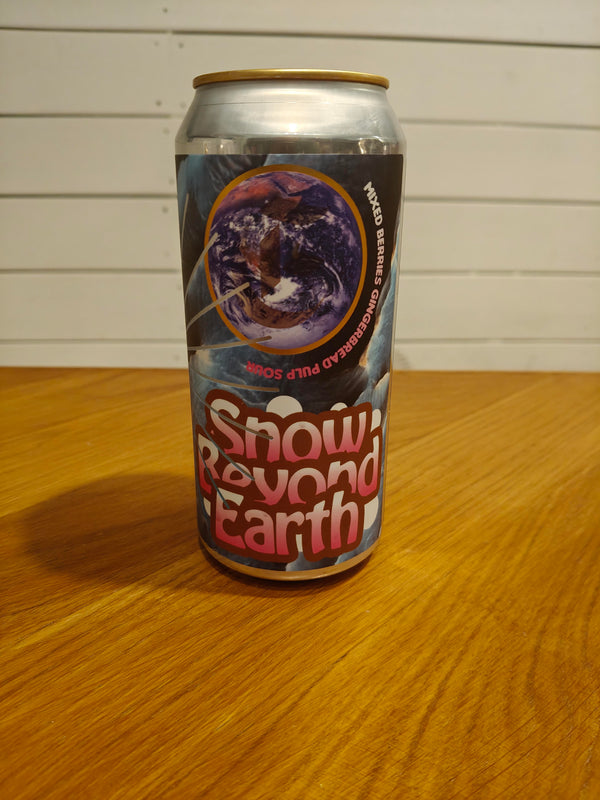 MIXED BERRIES GINGERBREAD PULP SOUR
Snow
Beyond
Earth